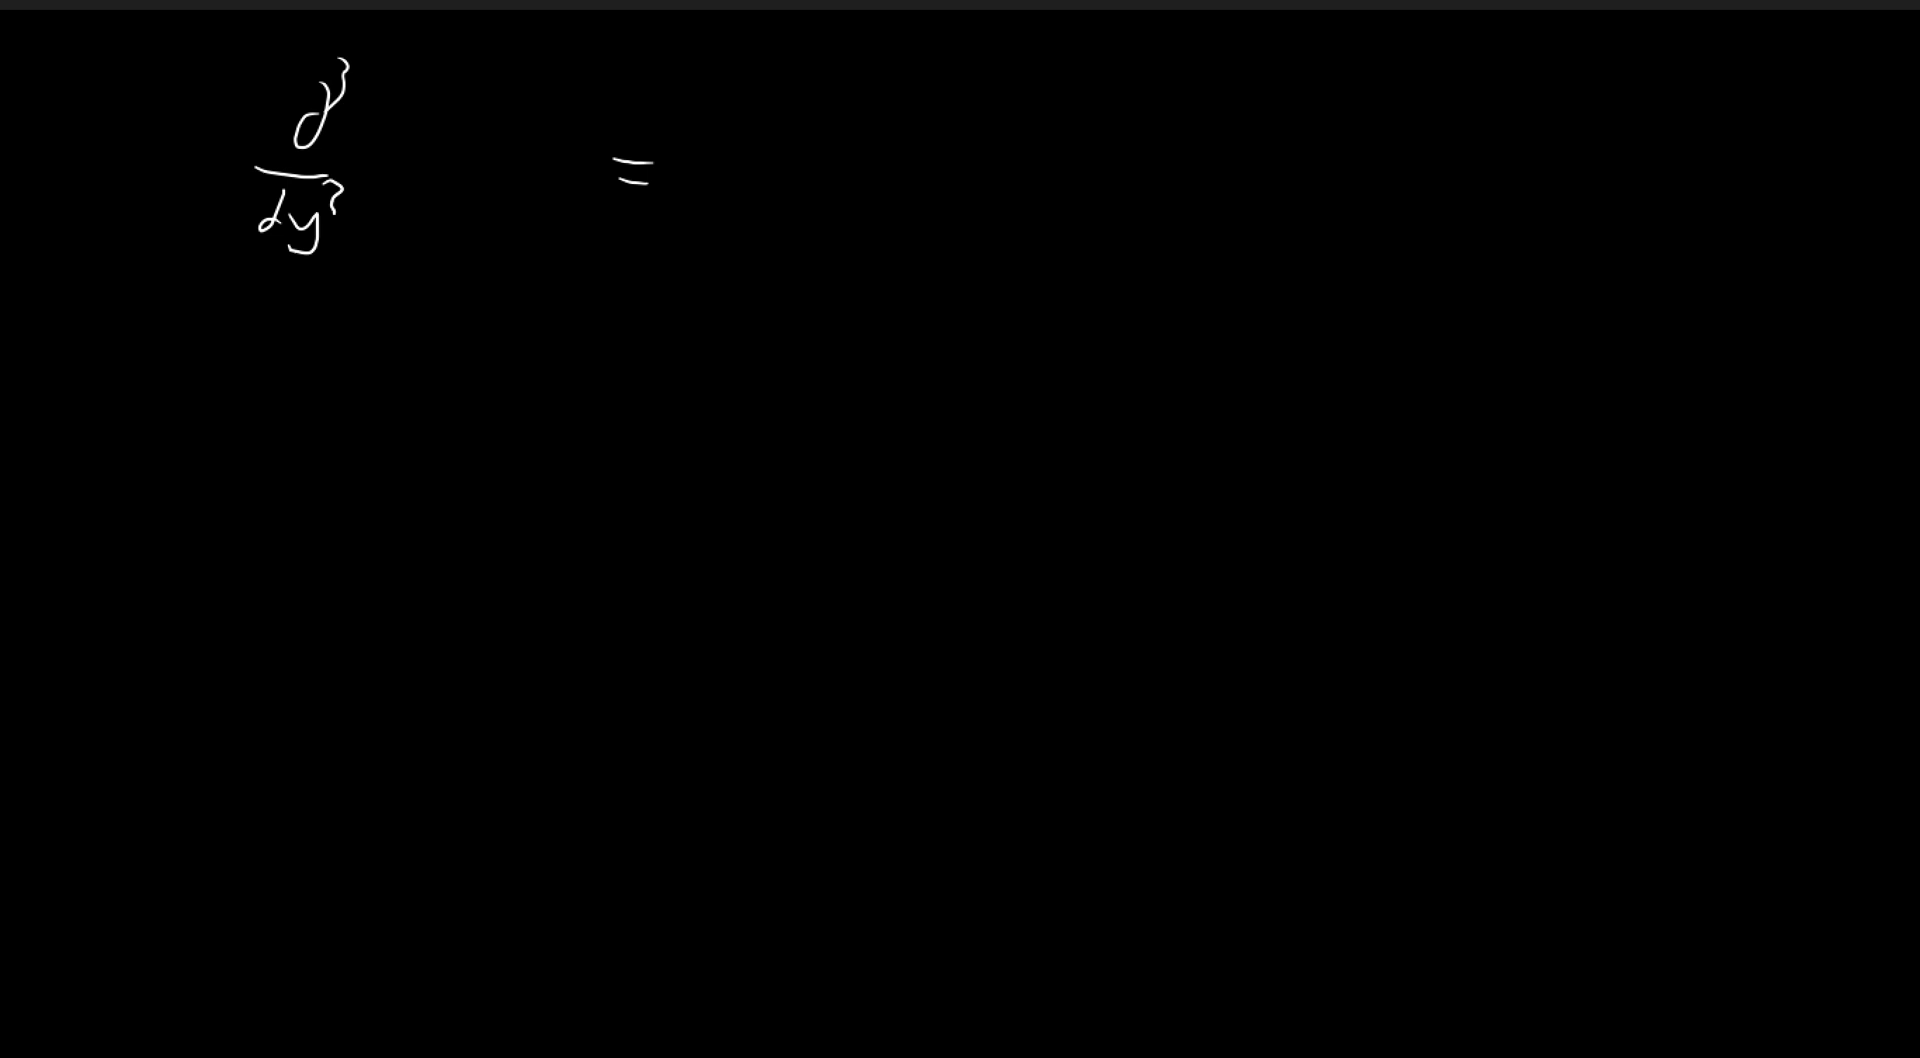 d³
dy³ =